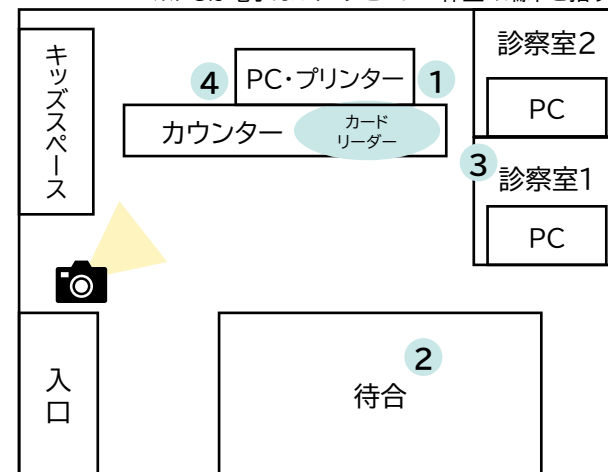 キッズスペース
4
PC・プリンター
1
診察室2
PC
カウンター
カード
リーダー
3
診察室1
PC
入口
2
待合